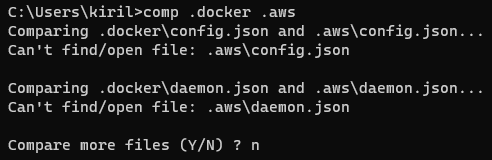 C:\Users\kiril>comp .docker .aws
Comparing .docker\config.json and .aws\config.json...
Can't find/open file: .aws\config.json

Comparing .docker\daemon.json and .aws\daemon.json...
Can't find/open file: .aws\daemon.json

Compare more files (Y/N) ? n